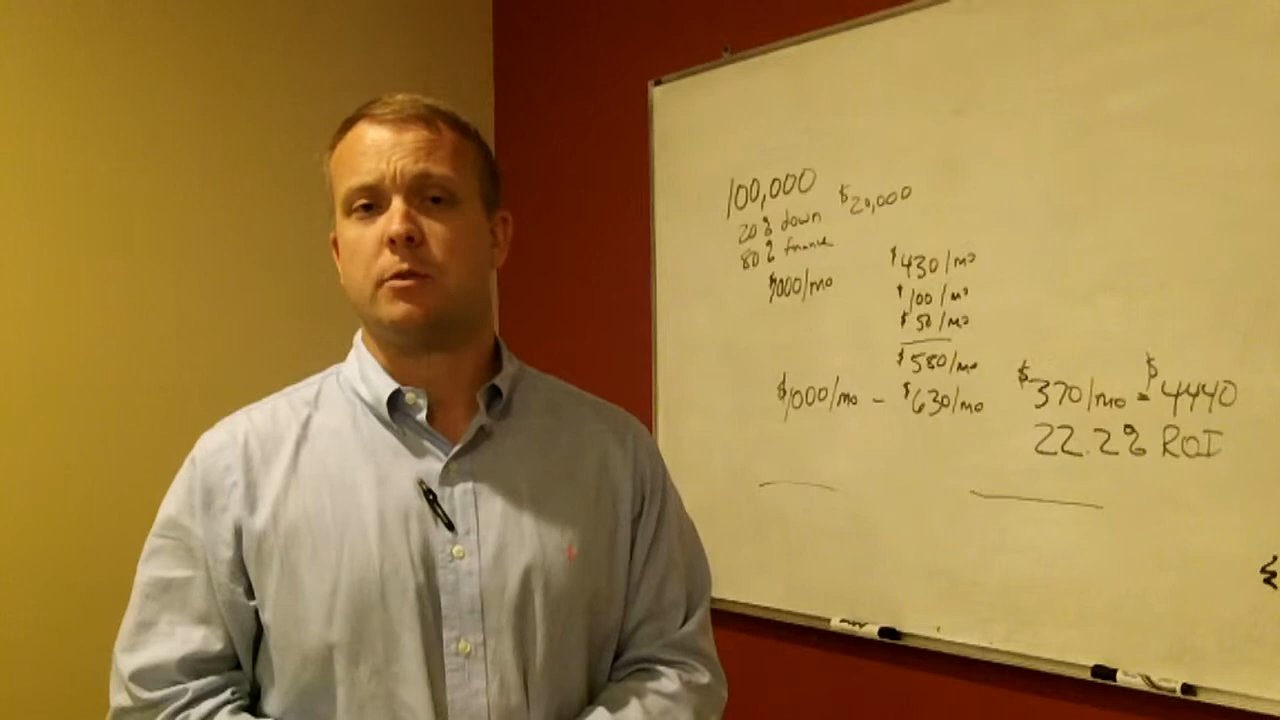 100,000
20% down $20,000
80% finance
$1000/mo $430/mo
$100/mo
$50/mo
$580/mo
$1000/mo - $630/mo $370/mo = $4440
22.2% ROI